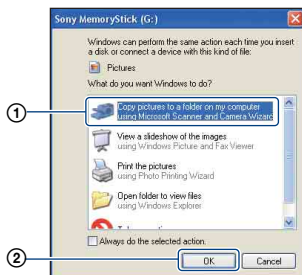 Sony MemoryStick (G:)
Windows can perform the same action each time you insert
a disk or connect a device with this kind of file:
Pictures
What do you want Windows to do?
① Copy pictures to a folder on my computer
using Microsoft Scanner and Camera Wizard
View a slideshow of the images
using Windows Picture and Fax Viewer
Print the pictures
using Photo Printing Wizard
Open folder to view files
using Windows Explorer
Always do the selected action.
② OK Cancel